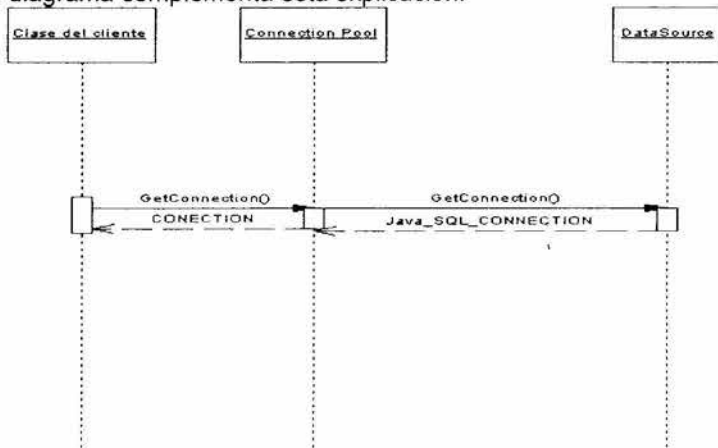 diagrama complementa esta explicación.
Clase del cliente
Connection Pool
DataSource
GetConnection()
GetConnection()
CONECTION
Java_SQL_CONNECTION